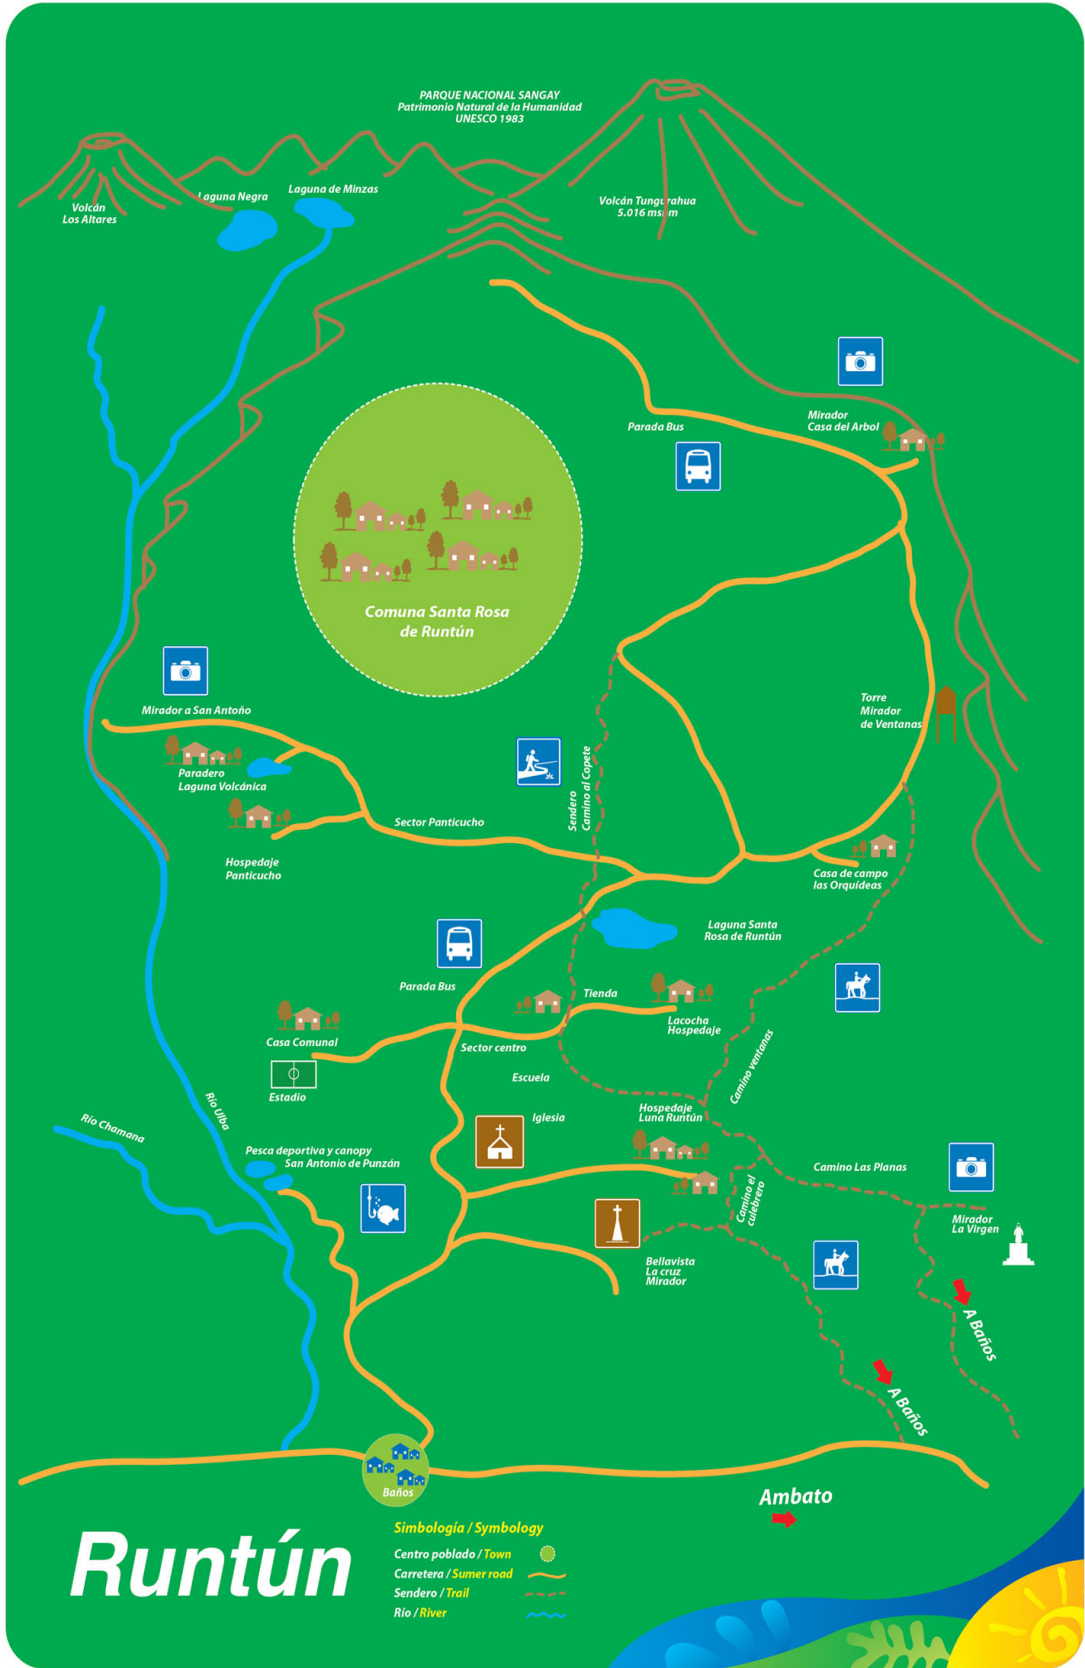 PARQUE NACIONAL SANGAY
Patrimonio Natural de la Humanidad
UNESCO 1983
Laguna Negra
Laguna de Minzas
Volcán
Los Altares
Volcán Tungurahua
5.016 msnm
Mirador
Casa del Arbol
Parada Bus
Comuna Santa Rosa
de Runtún
Mirador a San Antoño
Torre
Mirador
de Ventanas
Paradero
Laguna Volcánica
Sendero
Camino al Copete
Sector Panticucho
Hospedaje
Panticucho
Casa de campo
las Orquídeas
Laguna Santa
Rosa de Runtún
Parada Bus
Tienda
Lacocha
Hospedaje
Casa Comunal
Sector centro
Estadio
Escuela
Camino ventanas
Río Ulba
Río Chamana
Iglesia
Hospedaje
Luna Runtún
Pesca deportiva y canopy
San Antonio de Punzán
Camino Las Planas
Camino el
culebrero
Mirador
La Virgen
Bellavista
La cruz
Mirador
A Baños
A Baños
Baños
Ambato
Runtún
Simbología / Symbology
Centro poblado / Town
Carretera / Sumer road
Sendero / Trail
Río / River